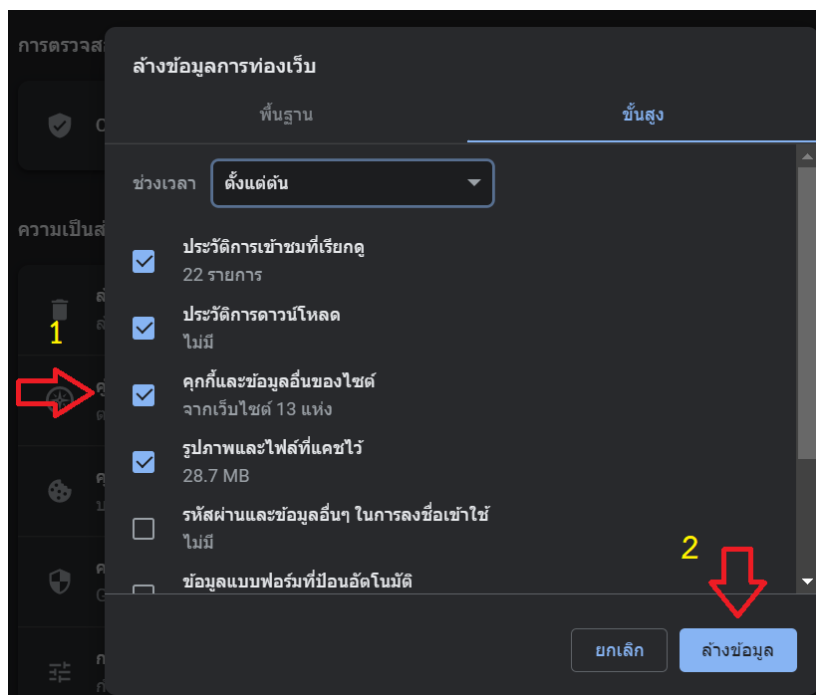 การตรวจส
ล้างข้อมูลการท่องเว็บ
พื้นฐาน
ขั้นสูง
ช่วงเวลา
ตั้งแต่ต้น
ความเป็นส่
ประวัติการเข้าชมที่เรียกดู
22 รายการ
ประวัติการดาวน์โหลด
ไม่มี
1
คุกกี้และข้อมูลอื่นของไซต์
จากเว็บไซต์ 13 แห่ง
รูปภาพและไฟล์ที่แคชไว้
28.7 MB
รหัสผ่านและข้อมูลอื่นๆ ในการลงชื่อเข้าใช้
ไม่มี
2
ข้อมูลแบบฟอร์มที่ป้อนอัตโนมัติ
ยกเลิก
ล้างข้อมูล